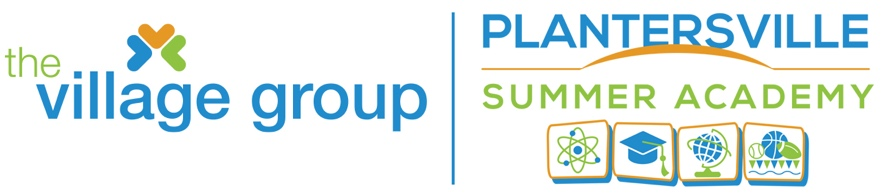 the
village group
PLANTERSVILLE
SUMMER ACADEMY